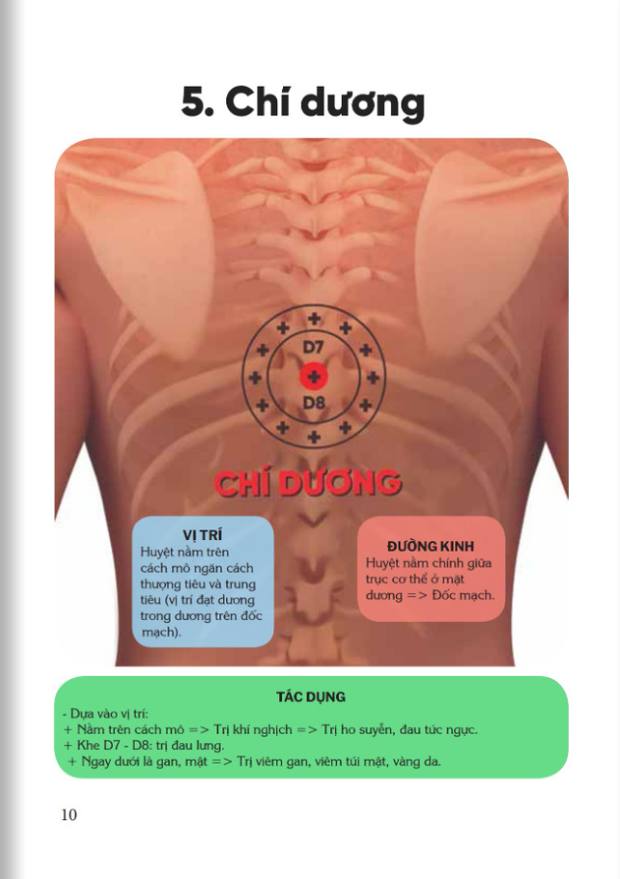 5. Chí dương
D7
D8
CHÍ DƯƠNG
VỊ TRÍ
Huyệt nằm trên
cách mô ngăn cách
thượng tiêu và trung
tiêu (vị trí đạt dương
trong dương trên đốc
mạch).
ĐƯỜNG KINH
Huyệt nằm chính giữa
trục cơ thể ở mặt
dương => Đốc mạch.
TÁC DỤNG
- Dựa vào vị trí:
+ Nằm trên cách mô => Trị khí nghịch => Trị ho suyễn, đau tức ngực.
+ Khe D7 - D8: trị đau lưng.
+ Ngay dưới là gan, mật => Trị viêm gan, viêm túi mật, vàng da.
10